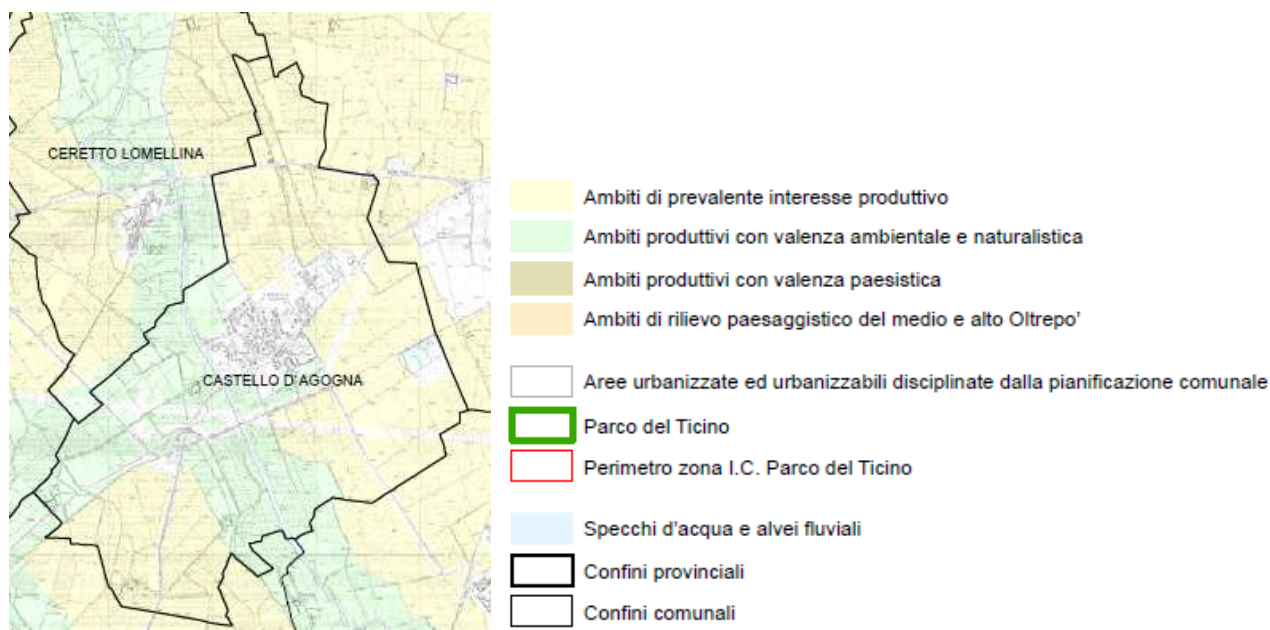 CERETTO LOMELLINA
CASTELLO D'AGOGNA
Ambiti di prevalente interesse produttivo
Ambiti produttivi con valenza ambientale e naturalistica
Ambiti produttivi con valenza paesistica
Ambiti di rilievo paesaggistico del medio e alto Oltrepo'
Aree urbanizzate ed urbanizzabili disciplinate dalla pianificazione comunale
Parco del Ticino
Perimetro zona I.C. Parco del Ticino
Specchi d'acqua e alvei fluviali
Confini provinciali
Confini comunali